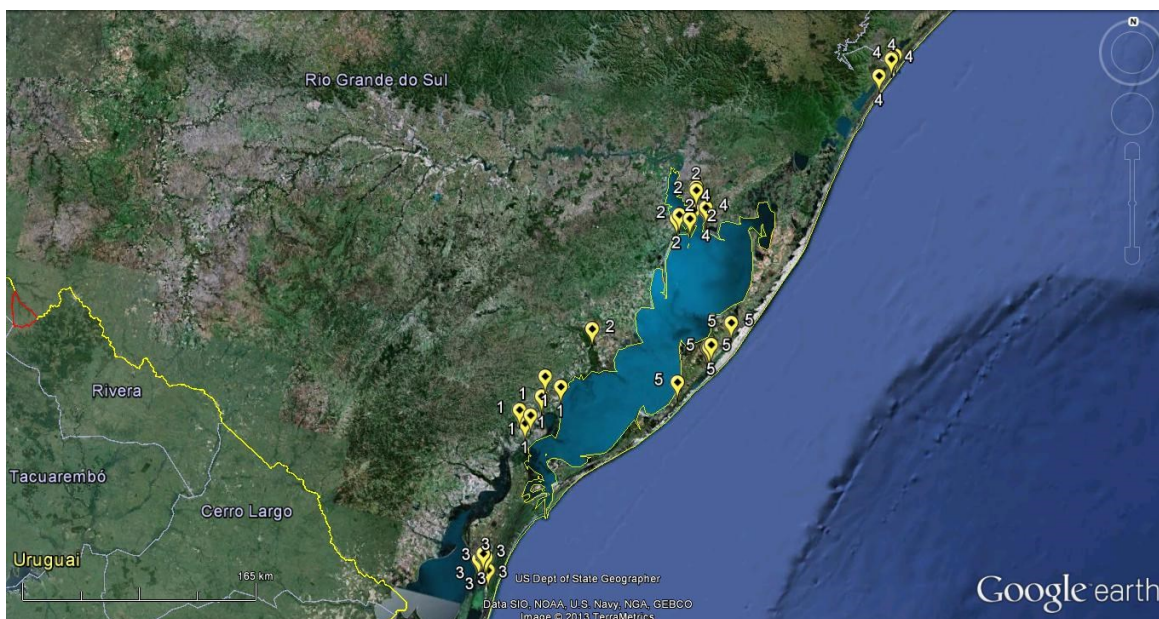 N
4 4
4
4
Rio Grande do Sul
2
2 4
2 4
2 2
2 4
5 5
2
5 5
5
5
Rivera
1
1
1
1
1
1
Tacuarembó
Cerro Largo
3
3 3
3 3
3
Uruguai
165 km
US Dept of State Geographer
Data SIO, NOAA, U.S. Navy, NGA, GEBCO
Image © 2013 TerraMetrics
Google earth